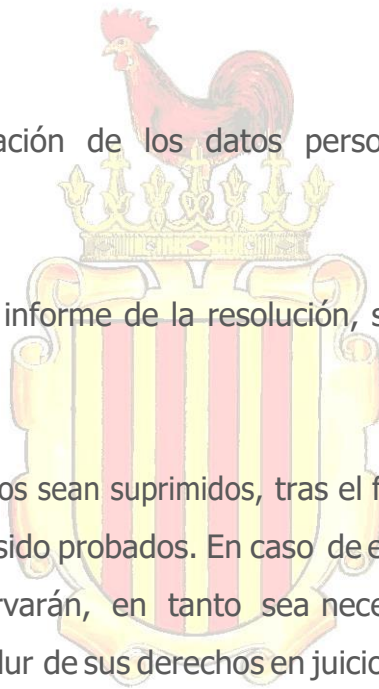 ación de los datos perso
informe de la resolución, s
os sean suprimidos, tras el f
sido probados. En caso de e
rvarán, en tanto sea nece
lur de sus derechos en juicio